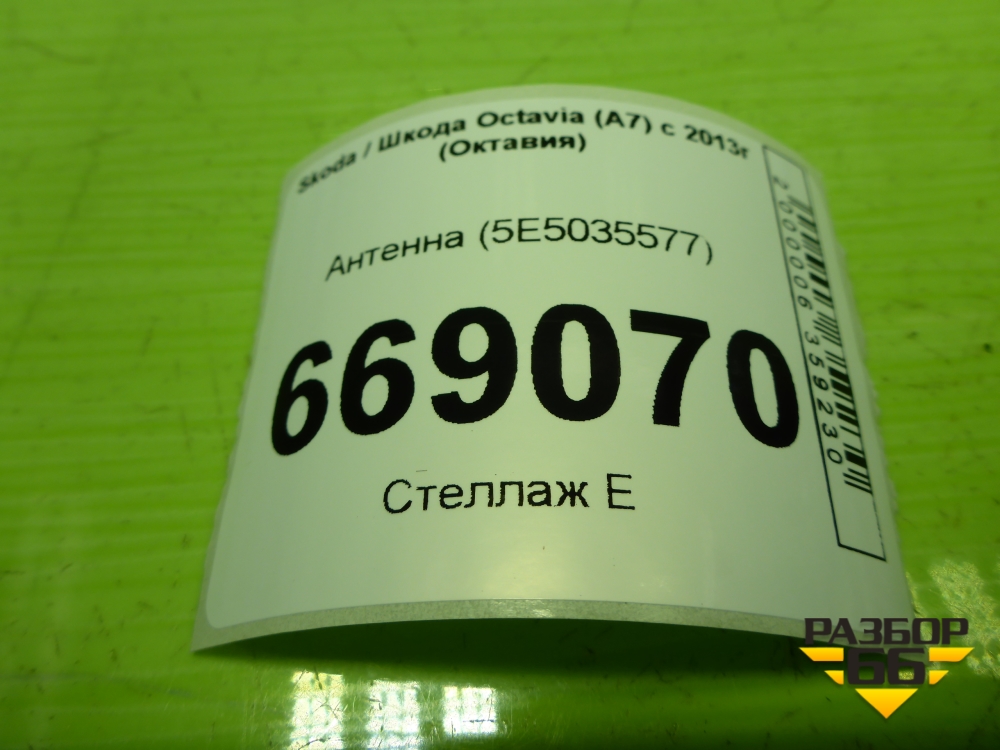 Skoda / Шкода Octavia (A7) с 2013г
(Октавия)
Антенна (5E5035577)
669070
Стеллаж Е
2000006359230
РАЗБОР
66